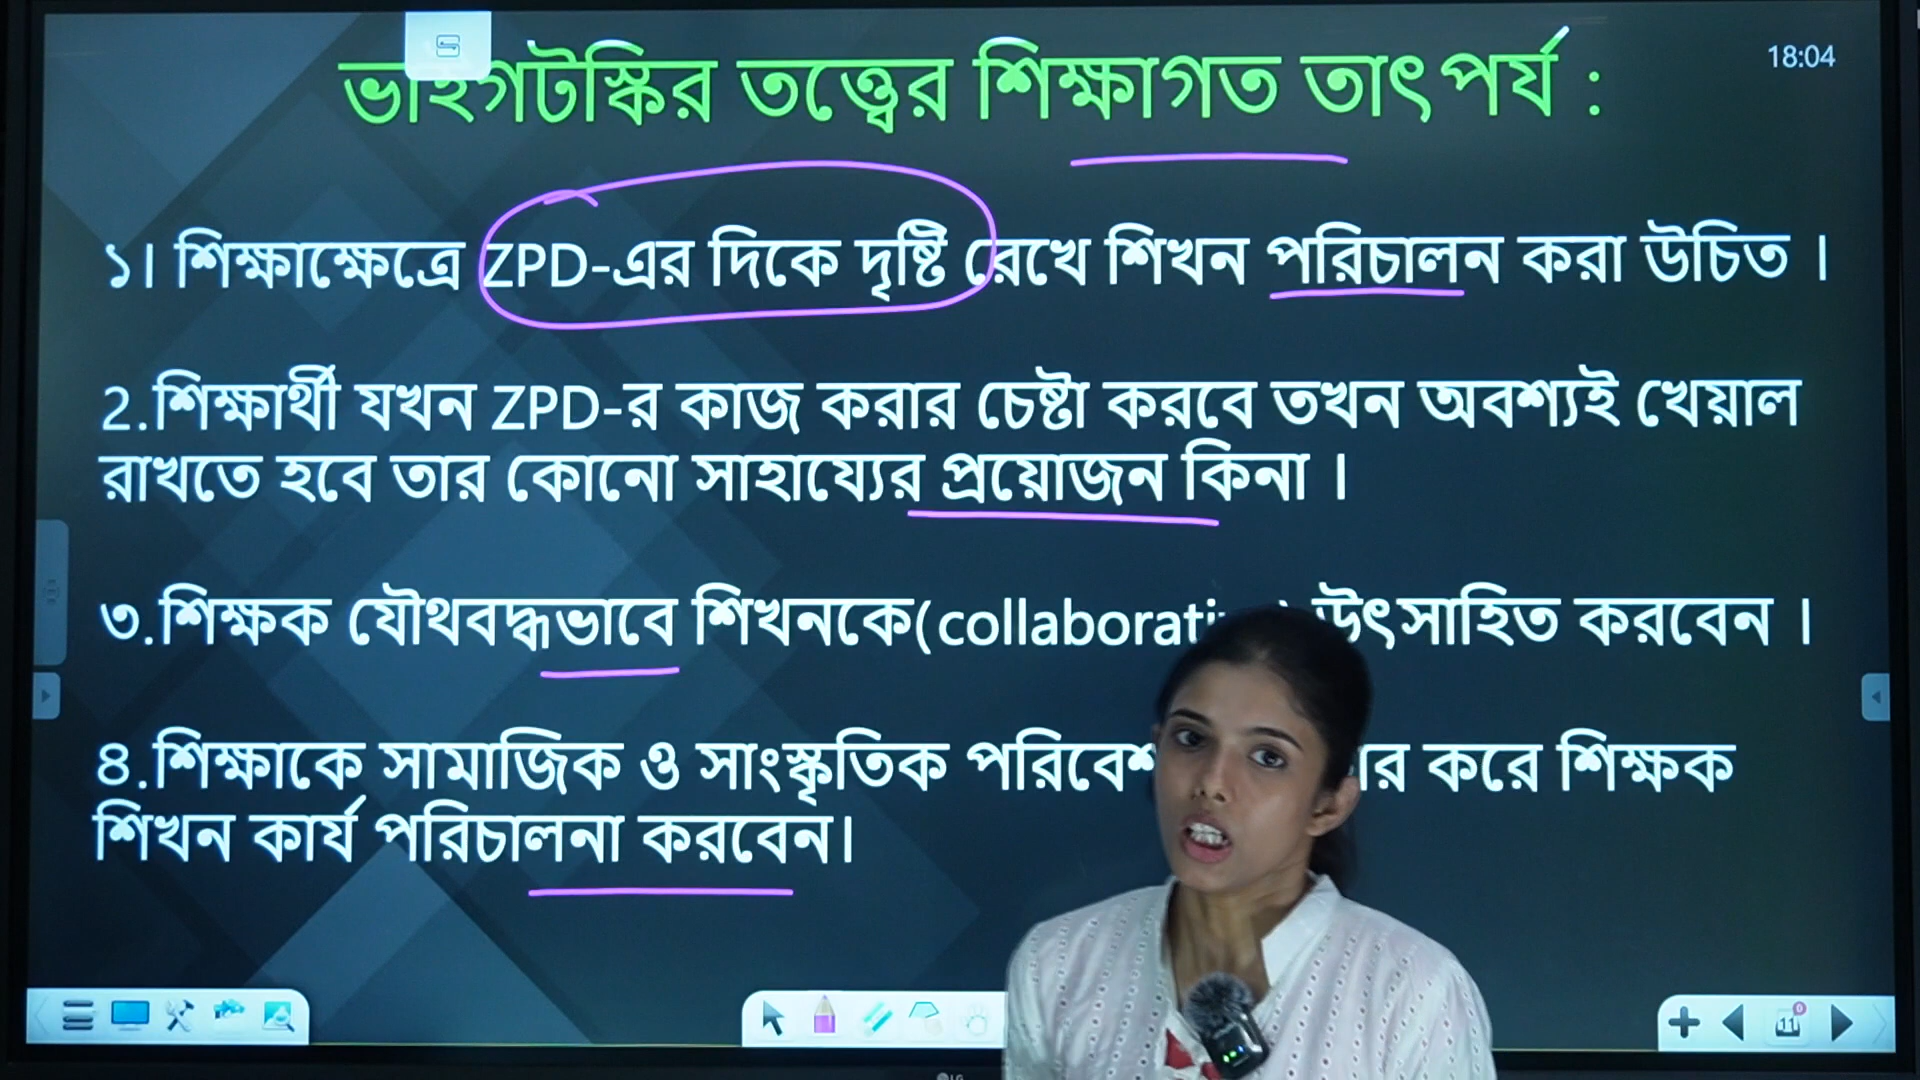 ভাইগটস্কির তত্ত্বের শিক্ষাগত তাৎপর্য :
18:04
১। শিক্ষাক্ষেত্রে ZPD-এর দিকে দৃষ্টি রেখে শিখন পরিচালন করা উচিত ।
2.শিক্ষার্থী যখন ZPD-র কাজ করার চেষ্টা করবে তখন অবশ্যই খেয়াল
রাখতে হবে তার কোনো সাহায্যের প্রয়োজন কিনা ।
৩.শিক্ষক যৌথবদ্ধভাবে শিখনকে( উৎসাহিত করবেন ।
৪.শিক্ষাকে সামাজিক ও সাংস্কৃতিক করে শিক্ষক
শিখন কার্য পরিচালনা করবেন।
11
LG